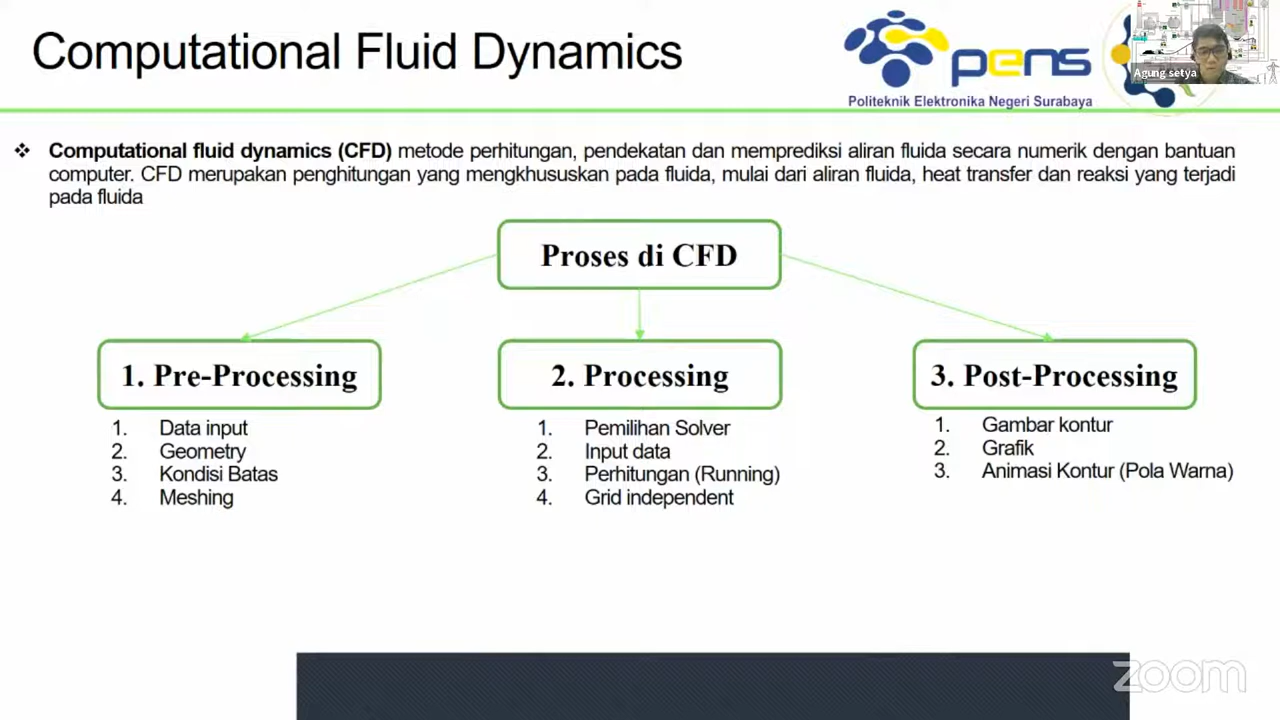 Computational Fluid Dynamics
pens
Politeknik Elektronika Negeri Surabaya
Agung setya
❖ Computational fluid dynamics (CFD) metode perhitungan, pendekatan dan memprediksi aliran fluida secara numerik dengan bantuan
computer. CFD merupakan penghitungan yang mengkhususkan pada fluida, mulai dari aliran fluida, heat transfer dan reaksi yang terjadi
pada fluida
Proses di CFD
1. Pre-Processing
1. Data input
2. Geometry
3. Kondisi Batas
4. Meshing
2. Processing
1. Pemilihan Solver
2. Input data
3. Perhitungan (Running)
4. Grid independent
3. Post-Processing
1. Gambar kontur
2. Grafik
3. Animasi Kontur (Pola Warna)
zoom